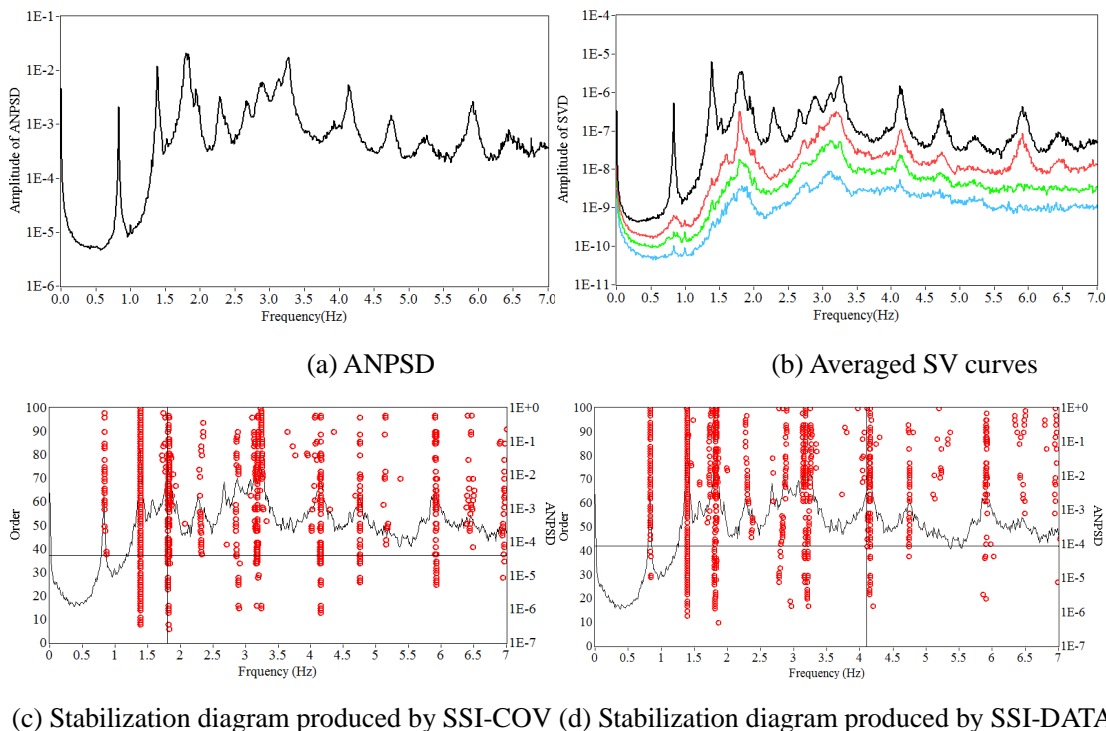 1E-1
1E-2
1E-3
1E-4
1E-5
1E-6
Amplitude of ANPSD
0.0 0.5 1.0 1.5 2.0 2.5 3.0 3.5 4.0 4.5 5.0 5.5 6.0 6.5 7.0
Frequency(Hz)
(a) ANPSD
1E-4
1E-5
1E-6
1E-7
1E-8
1E-9
1E-10
1E-11
Amplitude of SVD
0.0 0.5 1.0 1.5 2.0 2.5 3.0 3.5 4.0 4.5 5.0 5.5 6.0 6.5 7.0
Frequency(Hz)
(b) Averaged SV curves
100
90
80
70
60
50
40
30
20
10
0
Order
1E+0
1E-1
1E-2
1E-3
1E-4
1E-5
1E-6
1E-7
ANPSD
0 0.5 1 1.5 2 2.5 3 3.5 4 4.5 5 5.5 6 6.5 7
Frquency (Hz)
(c) Stabilization diagram produced by SSI-COV
100
90
80
70
60
50
40
30
20
10
0
Order
1E+0
1E-1
1E-2
1E-3
1E-4
1E-5
1E-6
1E-7
ANPSD
0 0.5 1 1.5 2 2.5 3 3.5 4 4.5 5 5.5 6 6.5 7
Frequency (Hz)
(d) Stabilization diagram produced by SSI-DATA